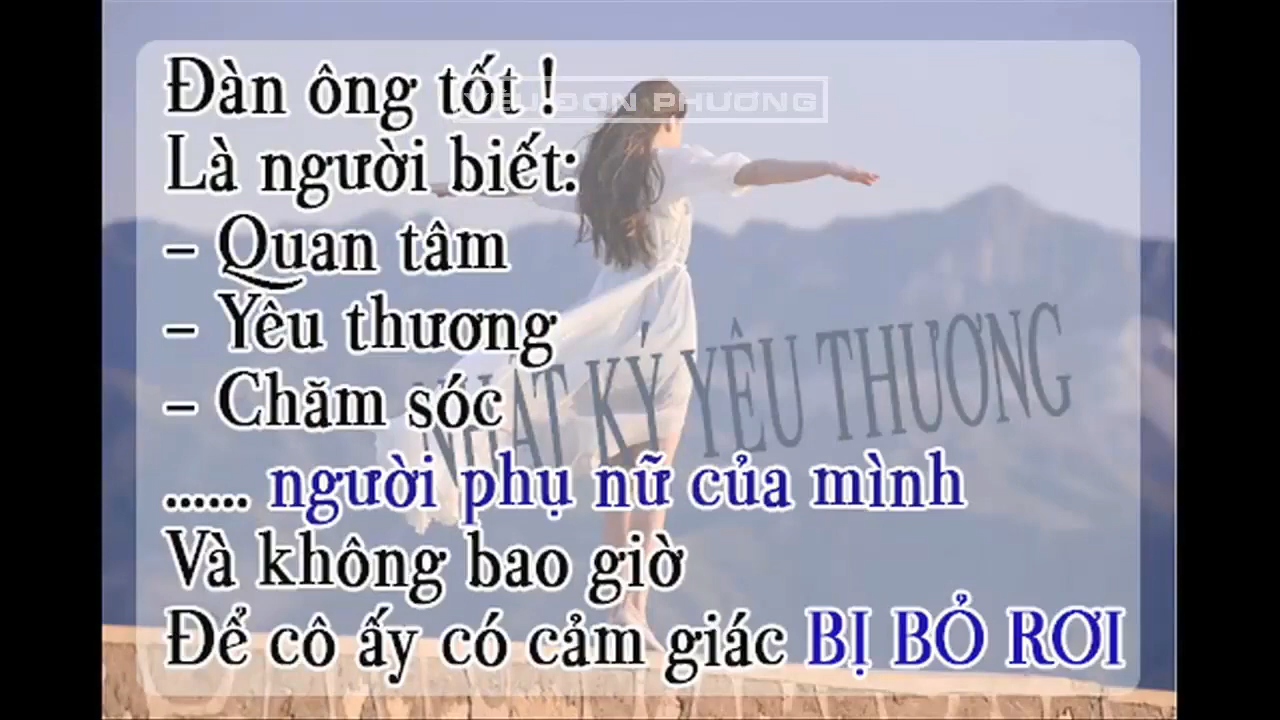 Đàn ông tốt !
YÊU ĐƠN PHƯƠNG
Là người biết:
– Quan tâm
– Yêu thương
– Chăm sóc
NHẬT KÝ YÊU THƯƠNG
...... người phụ nữ của mình
Và không bao giờ
Để cô ấy có cảm giác BỊ BỎ RƠI